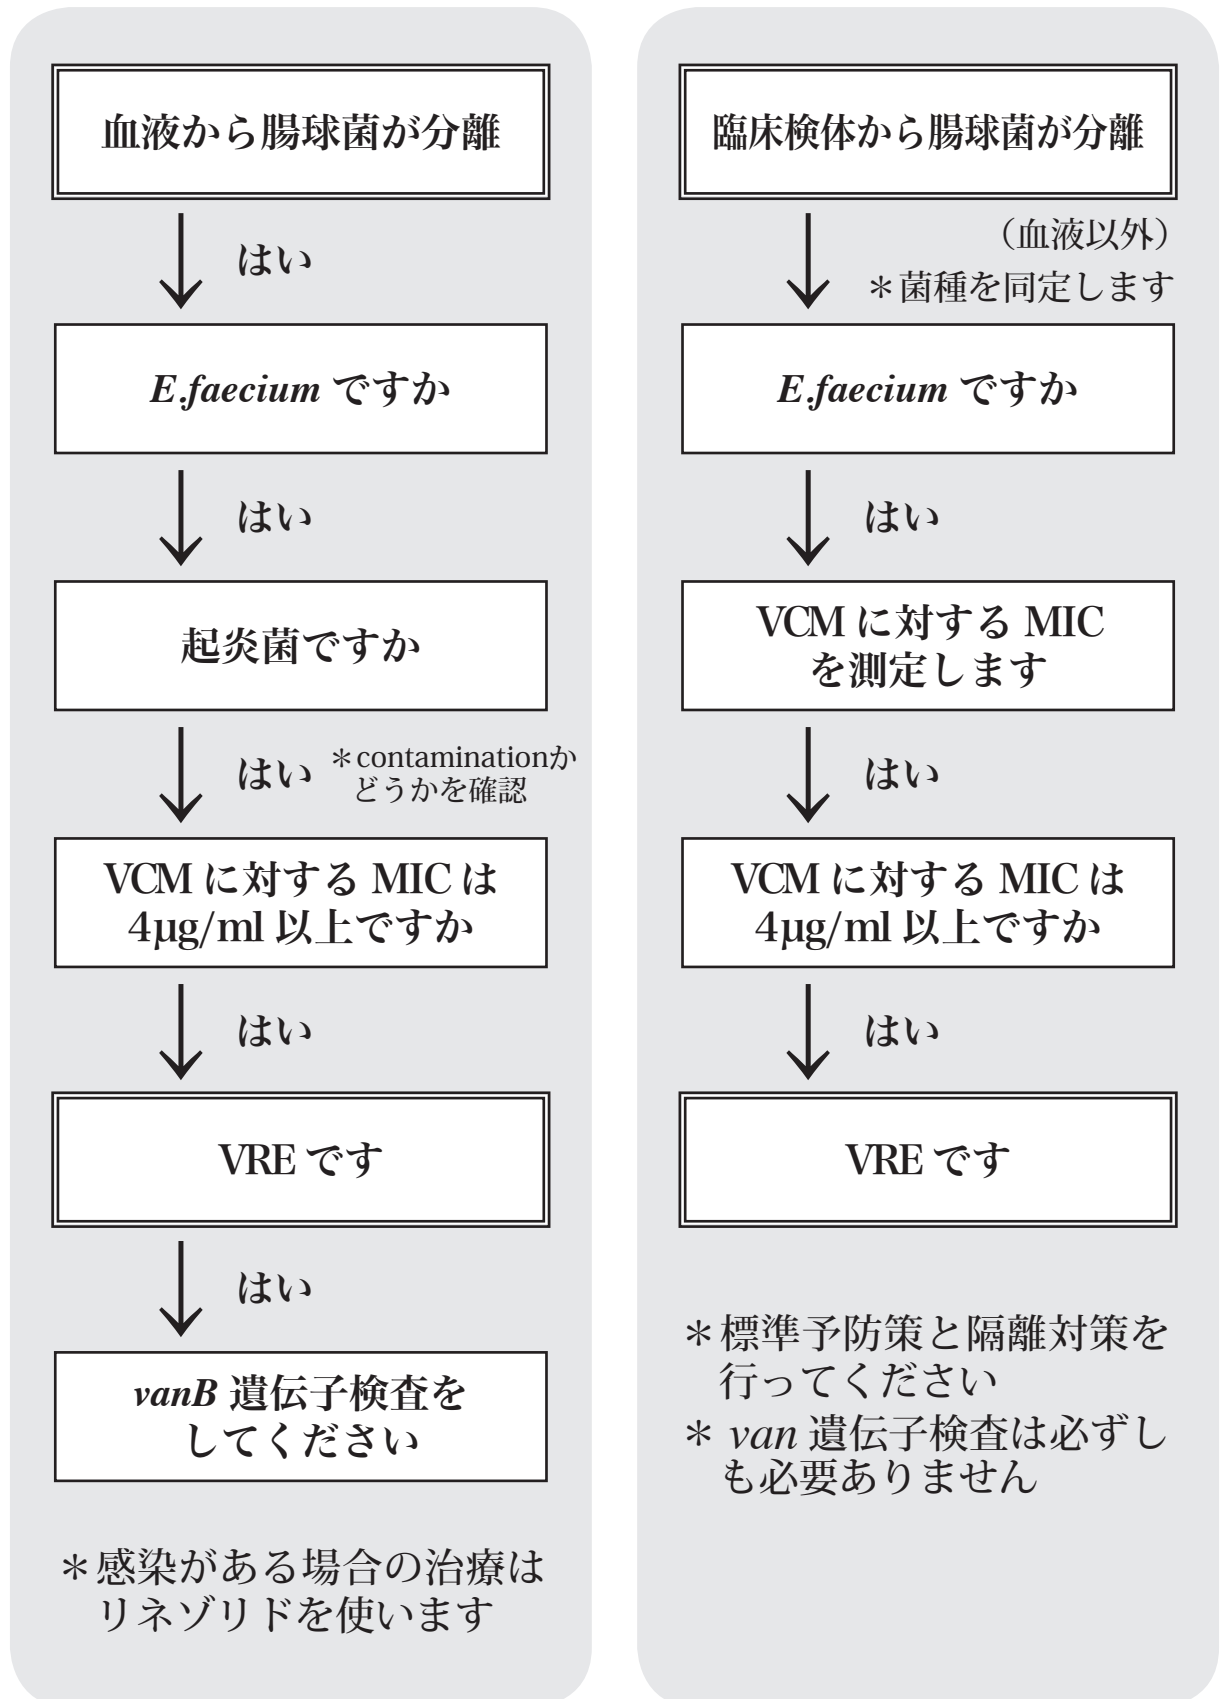 血液から腸球菌が分離
はい
E.faecium ですか
はい
起炎菌ですか
はい
＊contaminationか
どうかを確認
VCM に対する MIC は
4μg/ml 以上ですか
はい
VRE です
はい
vanB 遺伝子検査を
してください
＊感染がある場合の治療は
リネゾリドを使います
臨床検体から腸球菌が分離
（血液以外）
＊菌種を同定します
E.faecium ですか
はい
VCM に対する MIC
を測定します
はい
VCM に対する MIC は
4μg/ml 以上ですか
はい
VRE です
＊標準予防策と隔離対策を
行ってください
＊ van 遺伝子検査は必ずし
も必要ありません